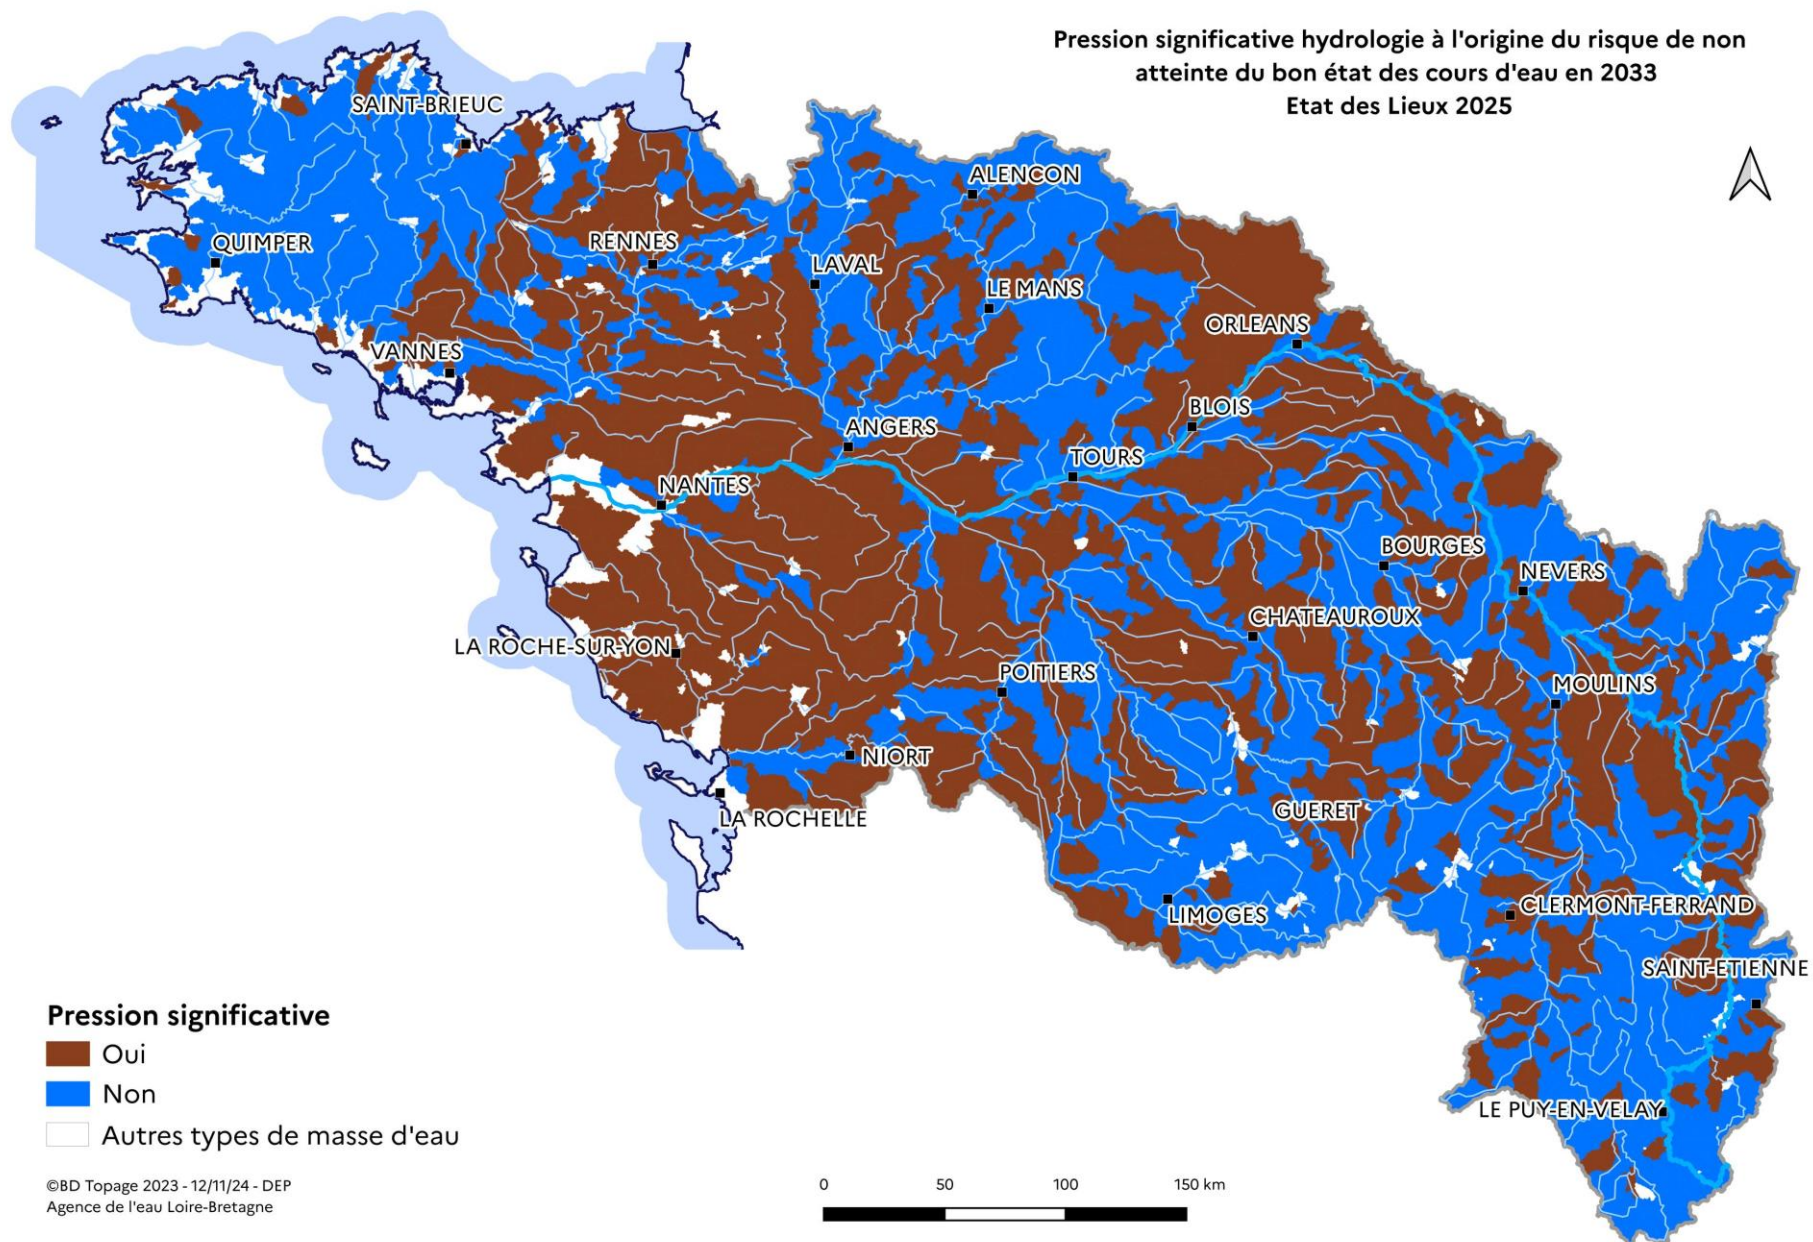 Pression significative hydrologie à l'origine du risque de non
atteinte du bon état des cours d'eau en 2033
Etat des Lieux 2025
SAINT-BRIEUC
ALENCON
QUIMPER
RENNES
LAVAL
LE MANS
ORLEANS
VANNES
BLOIS
ANGERS
TOURS
NANTES
BOURGES
NEVERS
CHATEAUROUX
LA ROCHE-SUR-YON
POITIERS
MOULINS
NIORT
LA ROCHELLE
GUERET
CLERMONT-FERRAND
LIMOGES
SAINT-ETIENNE
LE PUY-EN-VELAY
Pression significative
Oui
Non
Autres types de masse d'eau
©BD Topage 2023 - 12/11/24 - DEP
Agence de l'eau Loire-Bretagne
0 50 100 150 km